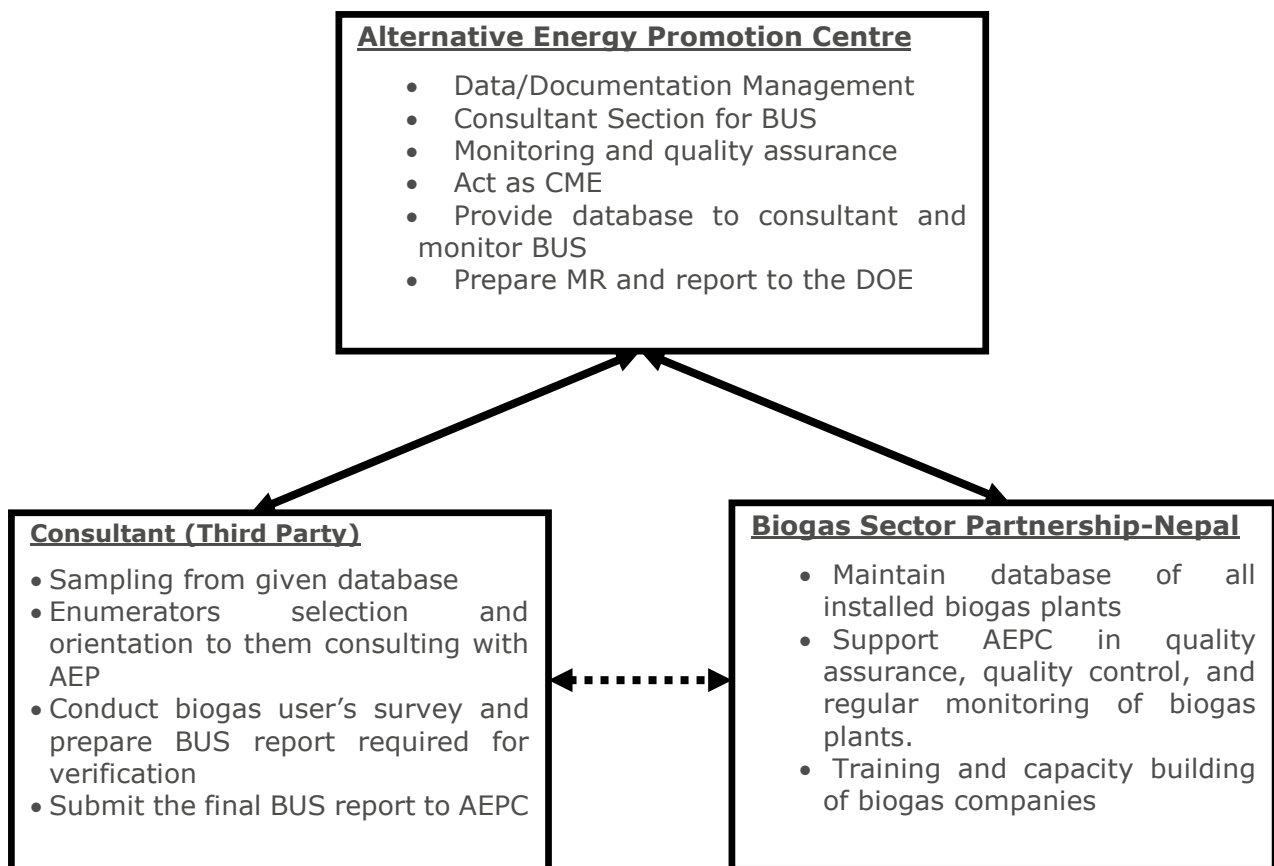 Alternative Energy Promotion Centre
• Data/Documentation Management
• Consultant Section for BUS
• Monitoring and quality assurance
• Act as CME
• Provide database to consultant and
monitor BUS
• Prepare MR and report to the DOE
Consultant (Third Party)
• Sampling from given database
• Enumerators selection and
orientation to them consulting with
AEP
• Conduct biogas user's survey and
prepare BUS report required for
verification
• Submit the final BUS report to AEPC
Biogas Sector Partnership-Nepal
• Maintain database of all
installed biogas plants
• Support AEPC in quality
assurance, quality control, and
regular monitoring of biogas
plants.
• Training and capacity building
of biogas companies